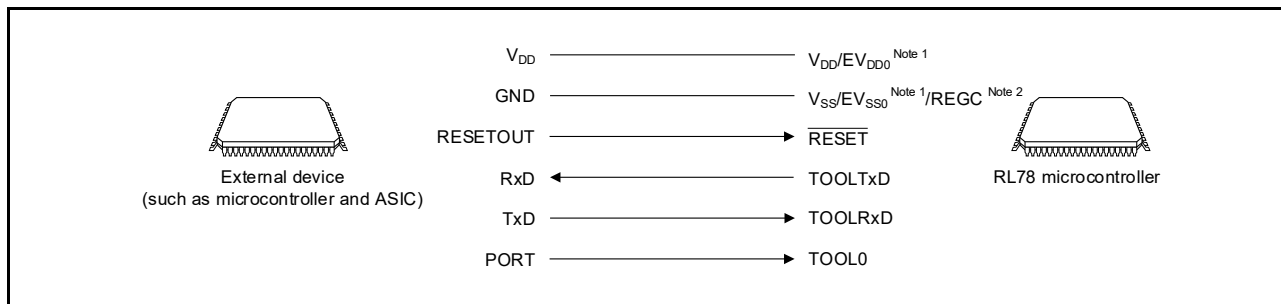 V_DD V_DD/EV_DD0 Note 1
GND V_SS/EV_SS0 Note 1/REGC Note 2
RESETOUT RESET
RxD TOOLTxD
TxD TOOLRxD
PORT TOOL0
External device
(such as microcontroller and ASIC)
RL78 microcontroller